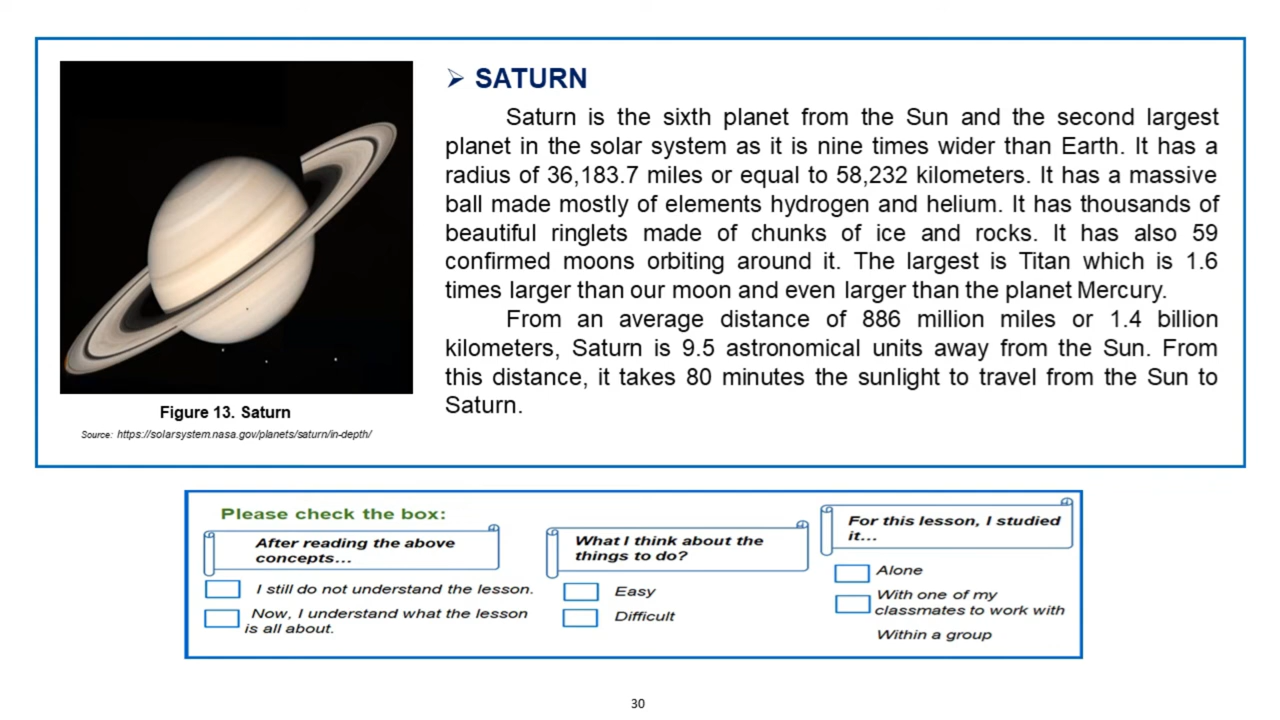 ➢ SATURN
Saturn is the sixth planet from the Sun and the second largest
planet in the solar system as it is nine times wider than Earth. It has a
radius of 36,183.7 miles or equal to 58,232 kilometers. It has a massive
ball made mostly of elements hydrogen and helium. It has thousands of
beautiful ringlets made of chunks of ice and rocks. It has also 59
confirmed moons orbiting around it. The largest is Titan which is 1.6
times larger than our moon and even larger than the planet Mercury.
From an average distance of 886 million miles or 1.4 billion
kilometers, Saturn is 9.5 astronomical units away from the Sun. From
this distance, it takes 80 minutes the sunlight to travel from the Sun to
Saturn.
Figure 13. Saturn
Source: https://solarsystem.nasa.gov/planets/saturn/in-depth/
Please check the box:
After reading the above
concepts...
I still do not understand the lesson.
Now, I understand what the lesson
is all about.
What I think about the
things to do?
Easy
Difficult
For this lesson, I studied
it...
Alone
With one of my
classmates to work with
Within a group
30